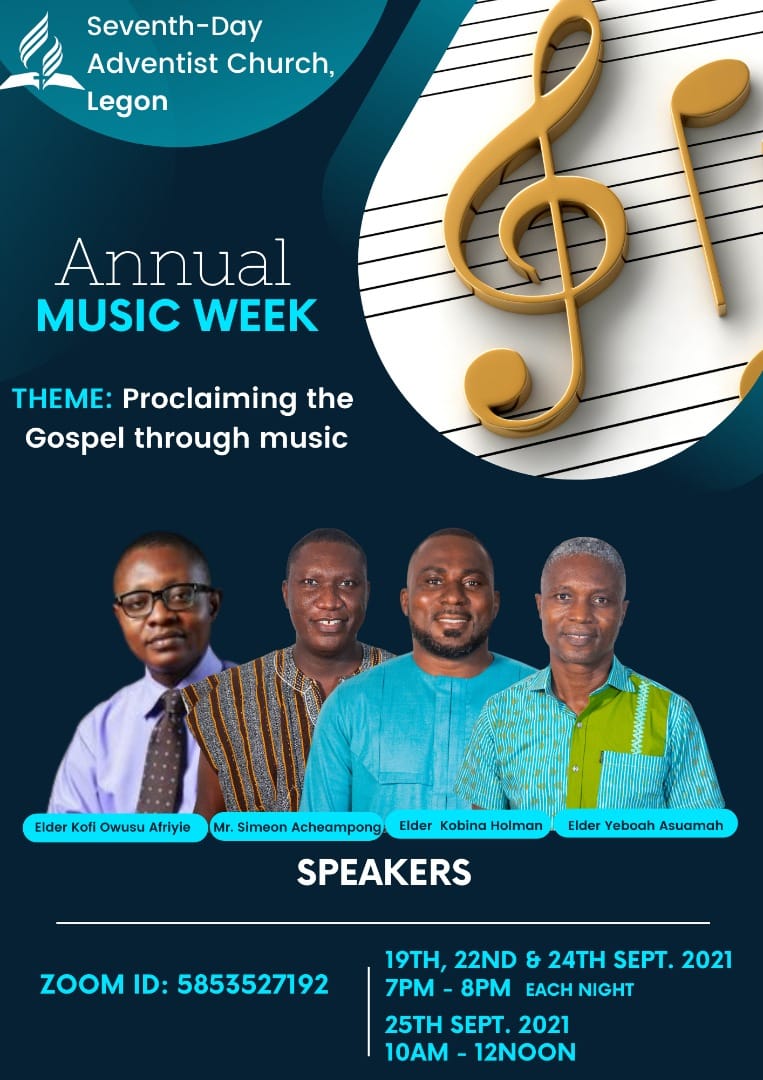 Seventh-Day
Adventist Church,
Legon
Annual
MUSIC WEEK
THEME: Proclaiming the
Gospel through music
Elder Kofi Owusu Afriyie
Mr. Simeon Acheampong
Elder Kobina Holman
Elder Yeboah Asuamah
SPEAKERS
ZOOM ID: 5853527192
19TH, 22ND & 24TH SEPT. 2021
7PM - 8PM EACH NIGHT
25TH SEPT. 2021
10AM - 12NOON